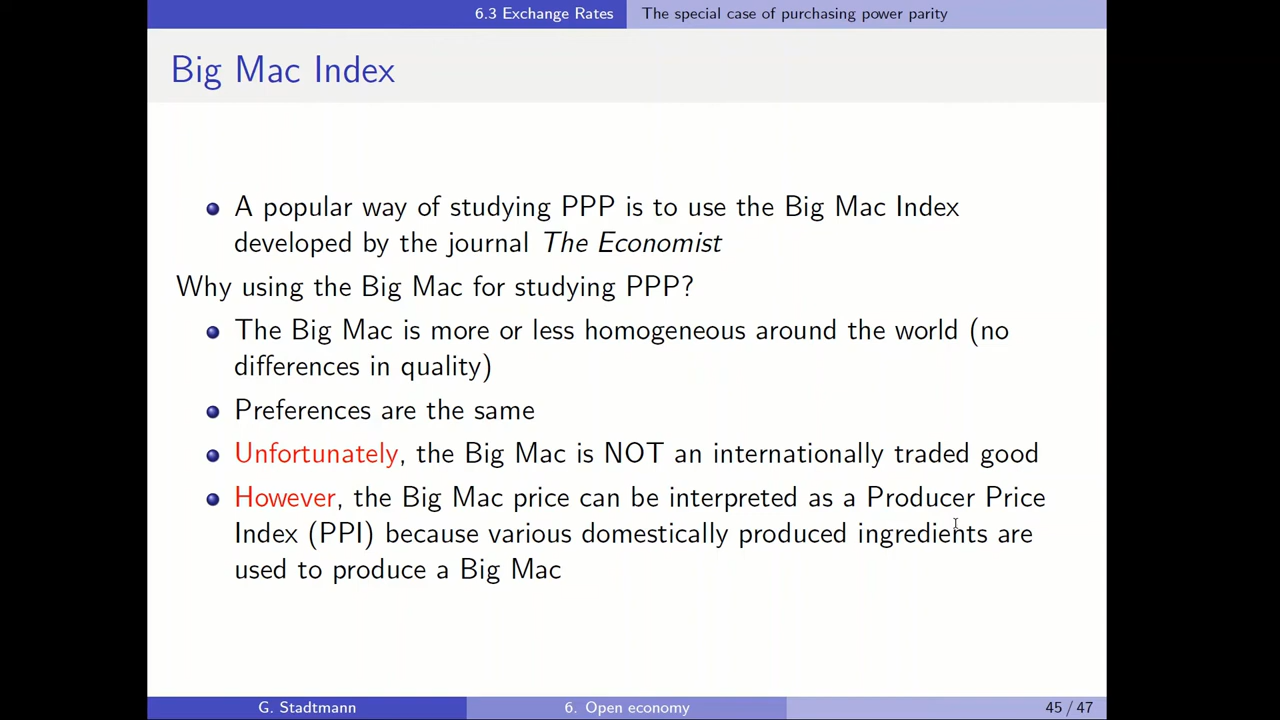 6.3 Exchange Rates The special case of purchasing power parity
Big Mac Index
A popular way of studying PPP is to use the Big Mac Index
developed by the journal The Economist
Why using the Big Mac for studying PPP?
The Big Mac is more or less homogeneous around the world (no
differences in quality)
Preferences are the same
Unfortunately, the Big Mac is NOT an internationally traded good
However, the Big Mac price can be interpreted as a Producer Price
Index (PPI) because various domestically produced ingredients are
used to produce a Big Mac
G. Stadtmann 6. Open economy 45 / 47